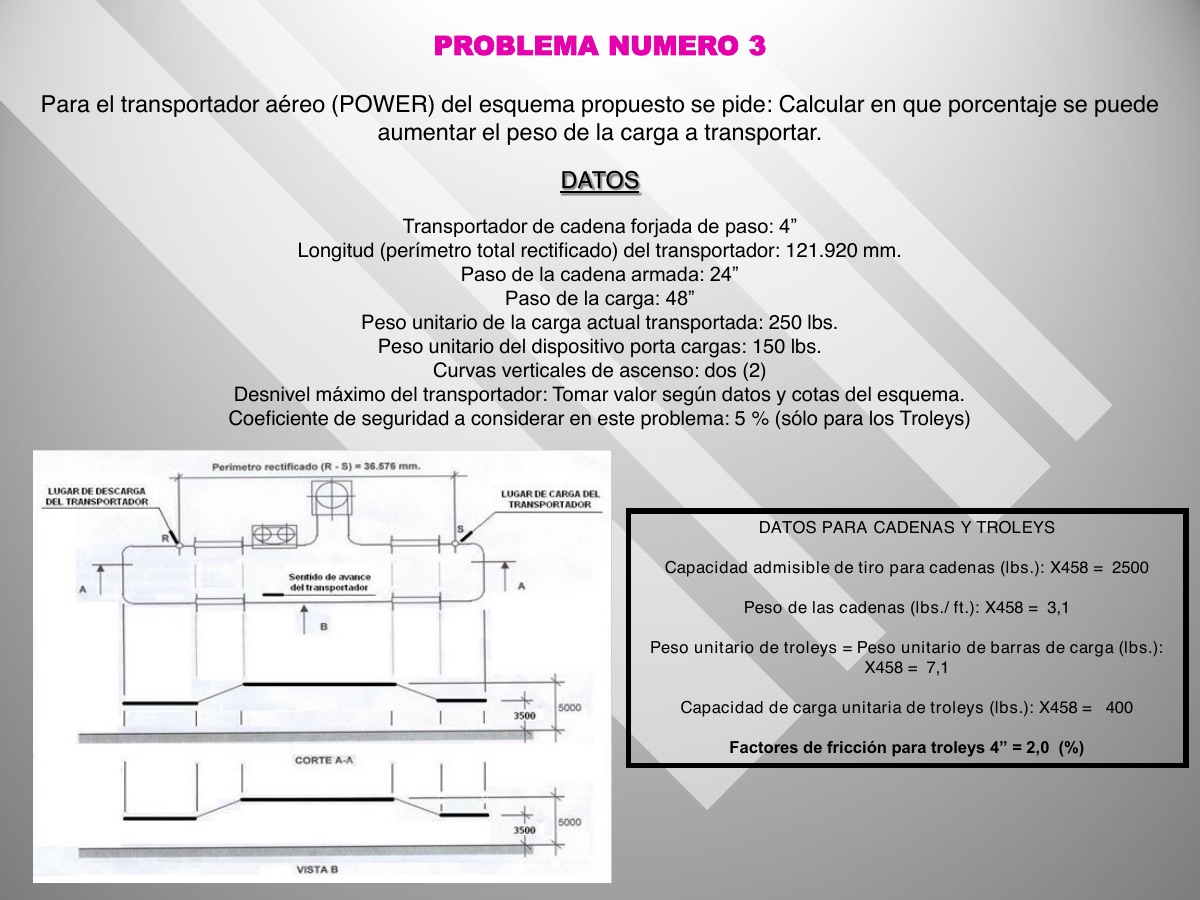 PROBLEMA NUMERO 3
Para el transportador aéreo (POWER) del esquema propuesto se pide: Calcular en que porcentaje se puede
aumentar el peso de la carga a transportar.
DATOS
Transportador de cadena forjada de paso: 4”
Longitud (perímetro total rectificado) del transportador: 121.920 mm.
Paso de la cadena armada: 24”
Paso de la carga: 48”
Peso unitario de la carga actual transportada: 250 lbs.
Peso unitario del dispositivo porta cargas: 150 lbs.
Curvas verticales de ascenso: dos (2)
Desnivel máximo del transportador: Tomar valor según datos y cotas del esquema.
Coeficiente de seguridad a considerar en este problema: 5 % (sólo para los Troleys)
Perímetro rectificado (R - S) = 36.576 mm.
LUGAR DE DESCARGA
DEL TRANSPORTADOR
LUGAR DE CARGA DEL
TRANSPORTADOR
R
S
A
A
Sentido de avance
del transportador
B
3500
5000
CORTE A-A
3500
5000
VISTA B
DATOS PARA CADENAS Y TROLEYS
Capacidad admisible de tiro para cadenas (lbs.): X458 = 2500
Peso de las cadenas (lbs./ ft.): X458 = 3,1
Peso unitario de troleys = Peso unitario de barras de carga (lbs.):
X458 = 7,1
Capacidad de carga unitaria de troleys (lbs.): X458 = 400
Factores de fricción para troleys 4” = 2,0 (%)